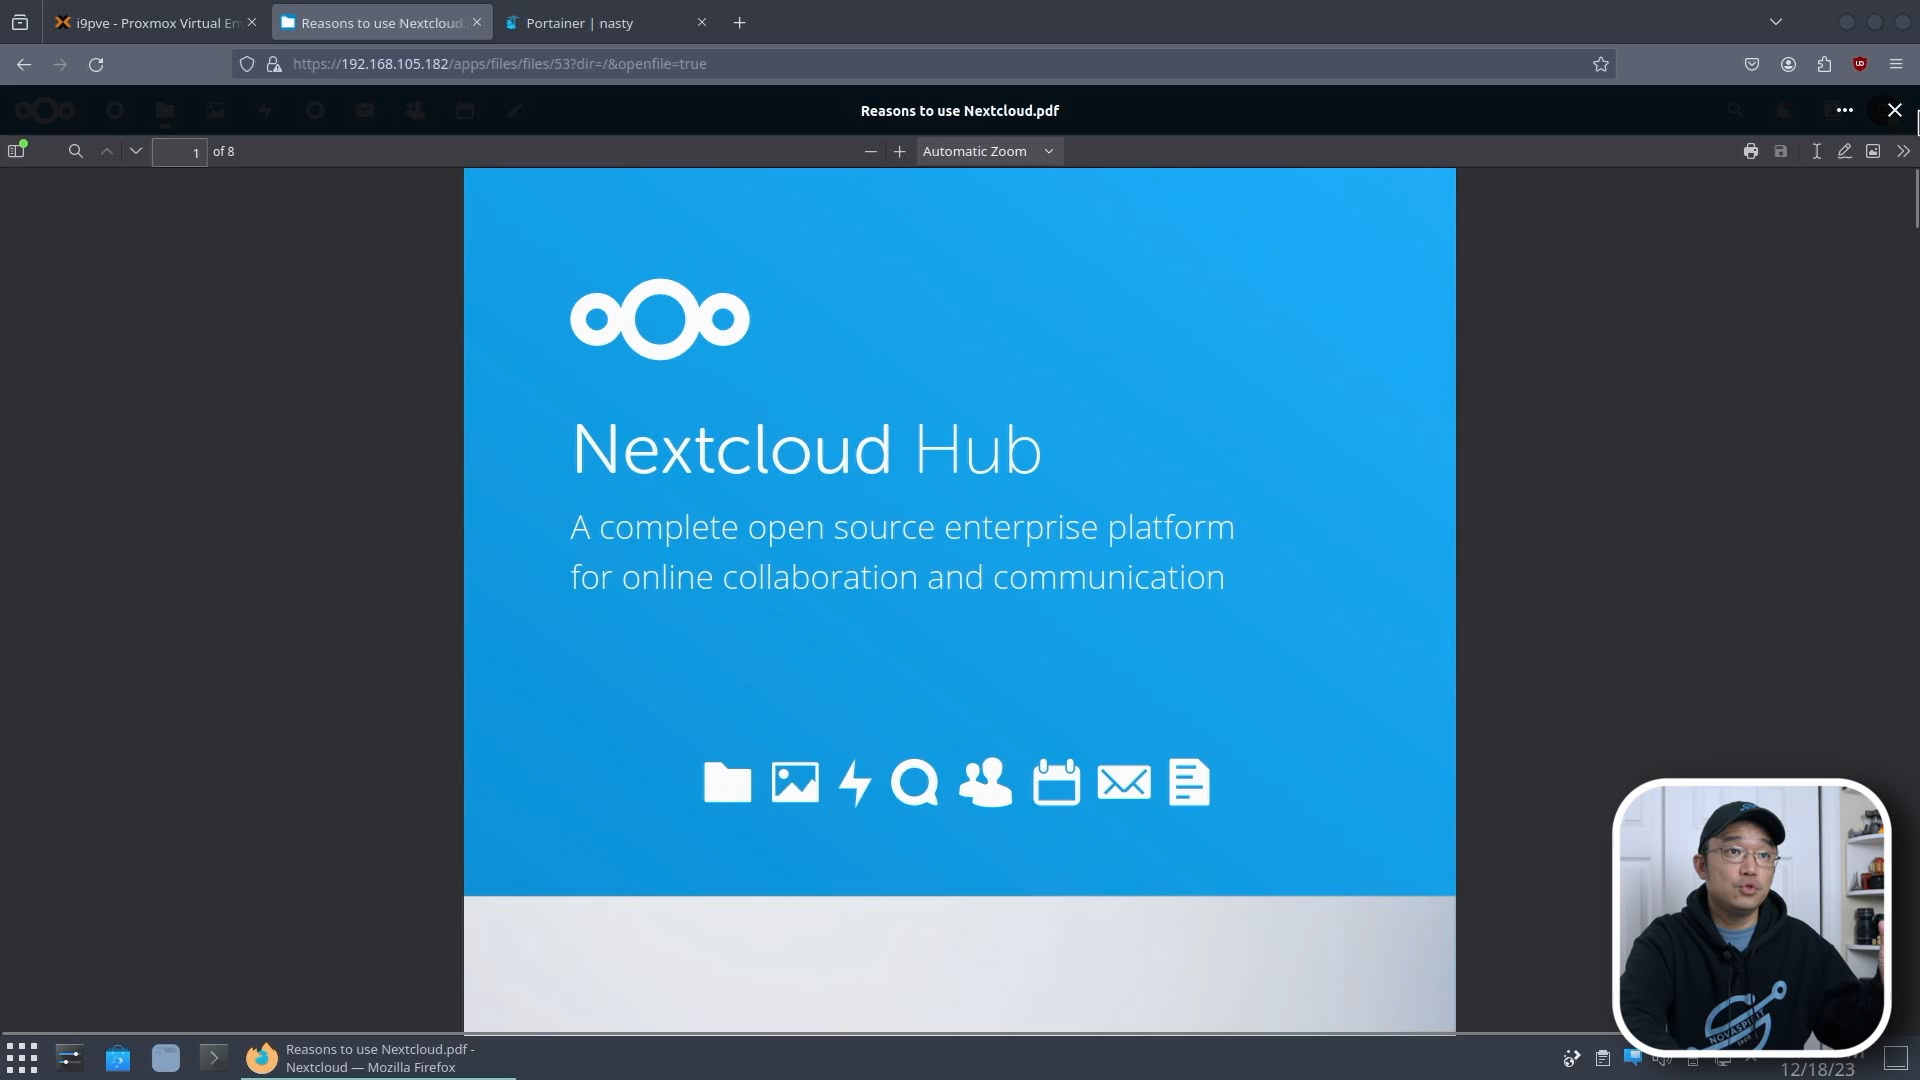 i9pve - Proxmox Virtual En
Reasons to use Nextcloud.
Portainer | nasty
https://192.168.105.182/apps/files/files/53?dir=/&openfile=true
Reasons to use Nextcloud.pdf
1 of 8
Automatic Zoom
Nextcloud Hub
A complete open source enterprise platform
for online collaboration and communication
NOVASPIRIT
Reasons to use Nextcloud.pdf -
Nextcloud — Mozilla Firefox
12/18/23